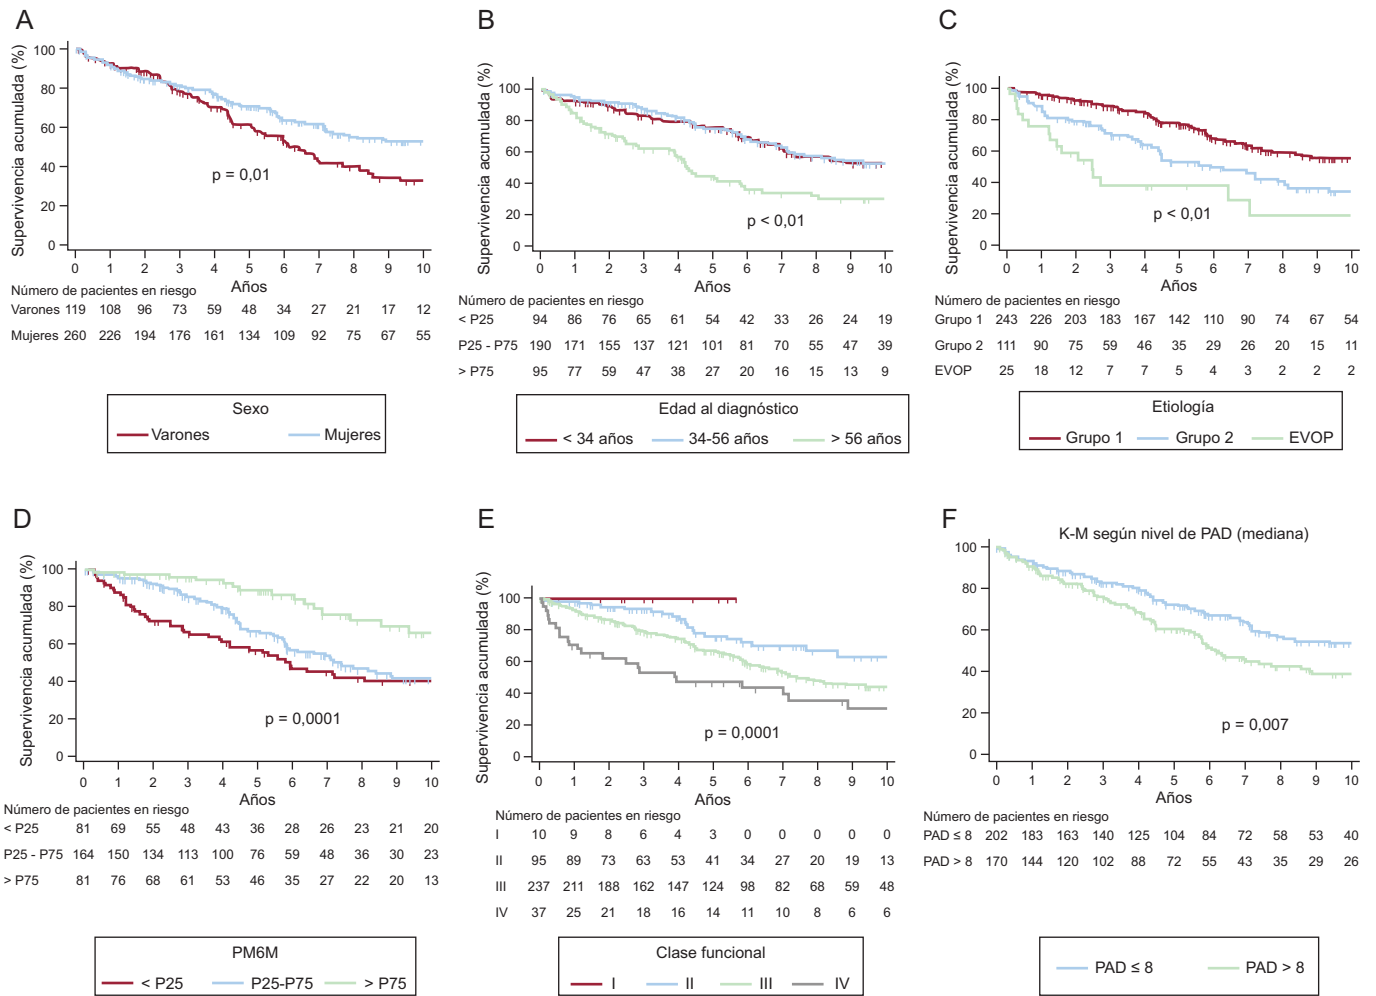 A
Supervivencia acumulada (%)
100
80
60
40
20
0
p = 0,01
0 1 2 3 4 5 6 7 8 9 10
Años
Número de pacientes en riesgo
Varones 119 108 96 73 59 48 34 27 21 17 12
Mujeres 260 226 194 176 161 134 109 92 75 67 55
Sexo
Varones Mujeres
B
Supervivencia acumulada (%)
100
80
60
40
20
0
p < 0,01
0 1 2 3 4 5 6 7 8 9 10
Años
Número de pacientes en riesgo
< P25 94 86 76 65 61 54 42 33 26 24 19
P25 - P75 190 171 155 137 121 101 81 70 55 47 39
> P75 95 77 59 47 38 27 20 16 15 13 9
Edad al diagnóstico
< 34 años 34-56 años > 56 años
C
Supervivencia acumulada (%)
100
80
60
40
20
0
p < 0,01
0 1 2 3 4 5 6 7 8 9 10
Años
Número de pacientes en riesgo
Grupo 1 243 226 203 183 167 142 110 90 74 67 54
Grupo 2 111 90 75 59 46 35 29 26 20 15 11
EVOP 25 18 12 7 7 5 4 3 2 2 2
Etiología
Grupo 1 Grupo 2 EVOP
D
Supervivencia acumulada (%)
100
80
60
40
20
0
p = 0,0001
0 1 2 3 4 5 6 7 8 9 10
Años
Número de pacientes en riesgo
< P25 81 69 55 48 43 36 28 26 23 21 20
P25 - P75 164 150 134 113 100 76 59 48 36 30 23
> P75 81 76 68 61 53 46 35 27 22 20 13
PM6M
< P25 P25-P75 > P75
E
Supervivencia acumulada (%)
100
80
60
40
20
0
p = 0,0001
0 1 2 3 4 5 6 7 8 9 10
Años
Número de pacientes en riesgo
I 10 9 8 6 4 3 0 0 0 0 0
II 95 89 73 63 53 41 34 27 20 19 13
III 237 211 188 162 147 124 98 82 68 59 48
IV 37 25 21 18 16 14 11 10 8 6 6
Clase funcional
I II III IV
F
K-M según nivel de PAD (mediana)
100
80
60
40
20
0
p = 0,007
0 1 2 3 4 5 6 7 8 9 10
Años
Número de pacientes en riesgo
PAD ≤ 8 202 183 163 140 125 104 84 72 58 53 40
PAD > 8 170 144 120 102 88 72 55 43 35 29 26
PAD ≤ 8 PAD > 8